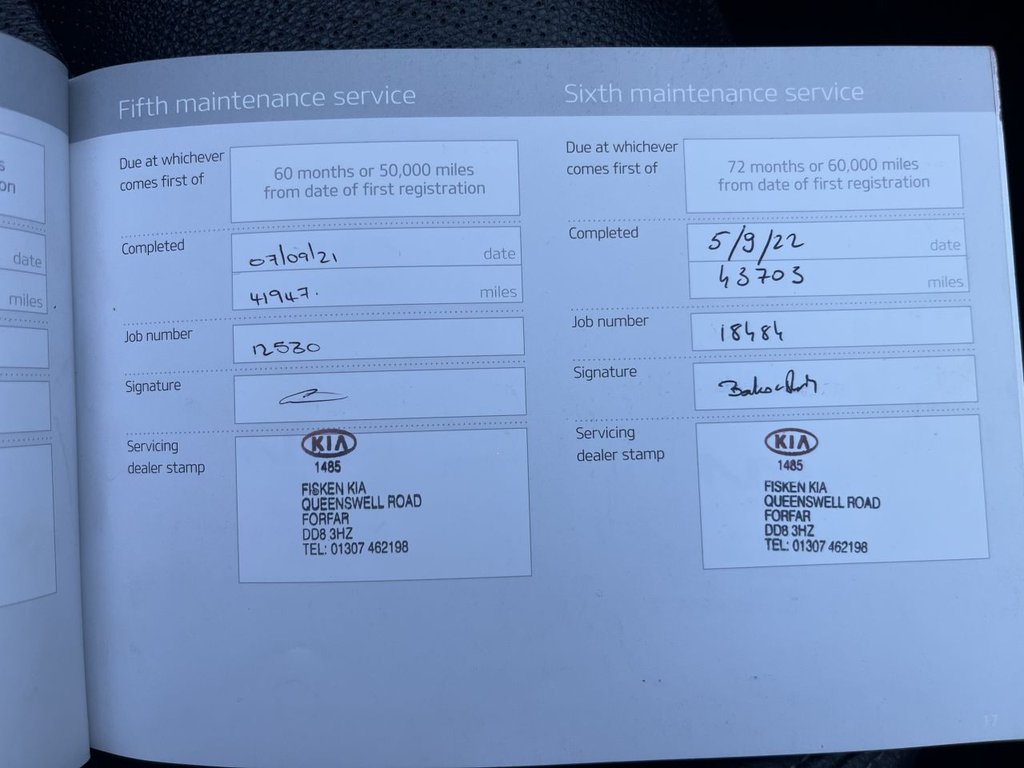 s
on
date
miles
Fifth maintenance service
Due at whichever
comes first of
60 months or 50,000 miles
from date of first registration
Completed
07/09/21 date
41947. miles
Job number
12530
Signature
Servicing
dealer stamp
KIA
1485
FISKEN KIA
QUEENSWELL ROAD
FORFAR
DD8 3HZ
TEL: 01307 462198
Sixth maintenance service
Due at whichever
comes first of
72 months or 60,000 miles
from date of first registration
Completed
5/9/22 date
43703 miles
Job number
18484
Signature
Servicing
dealer stamp
KIA
1485
FISKEN KIA
QUEENSWELL ROAD
FORFAR
DD8 3HZ
TEL: 01307 462198
17